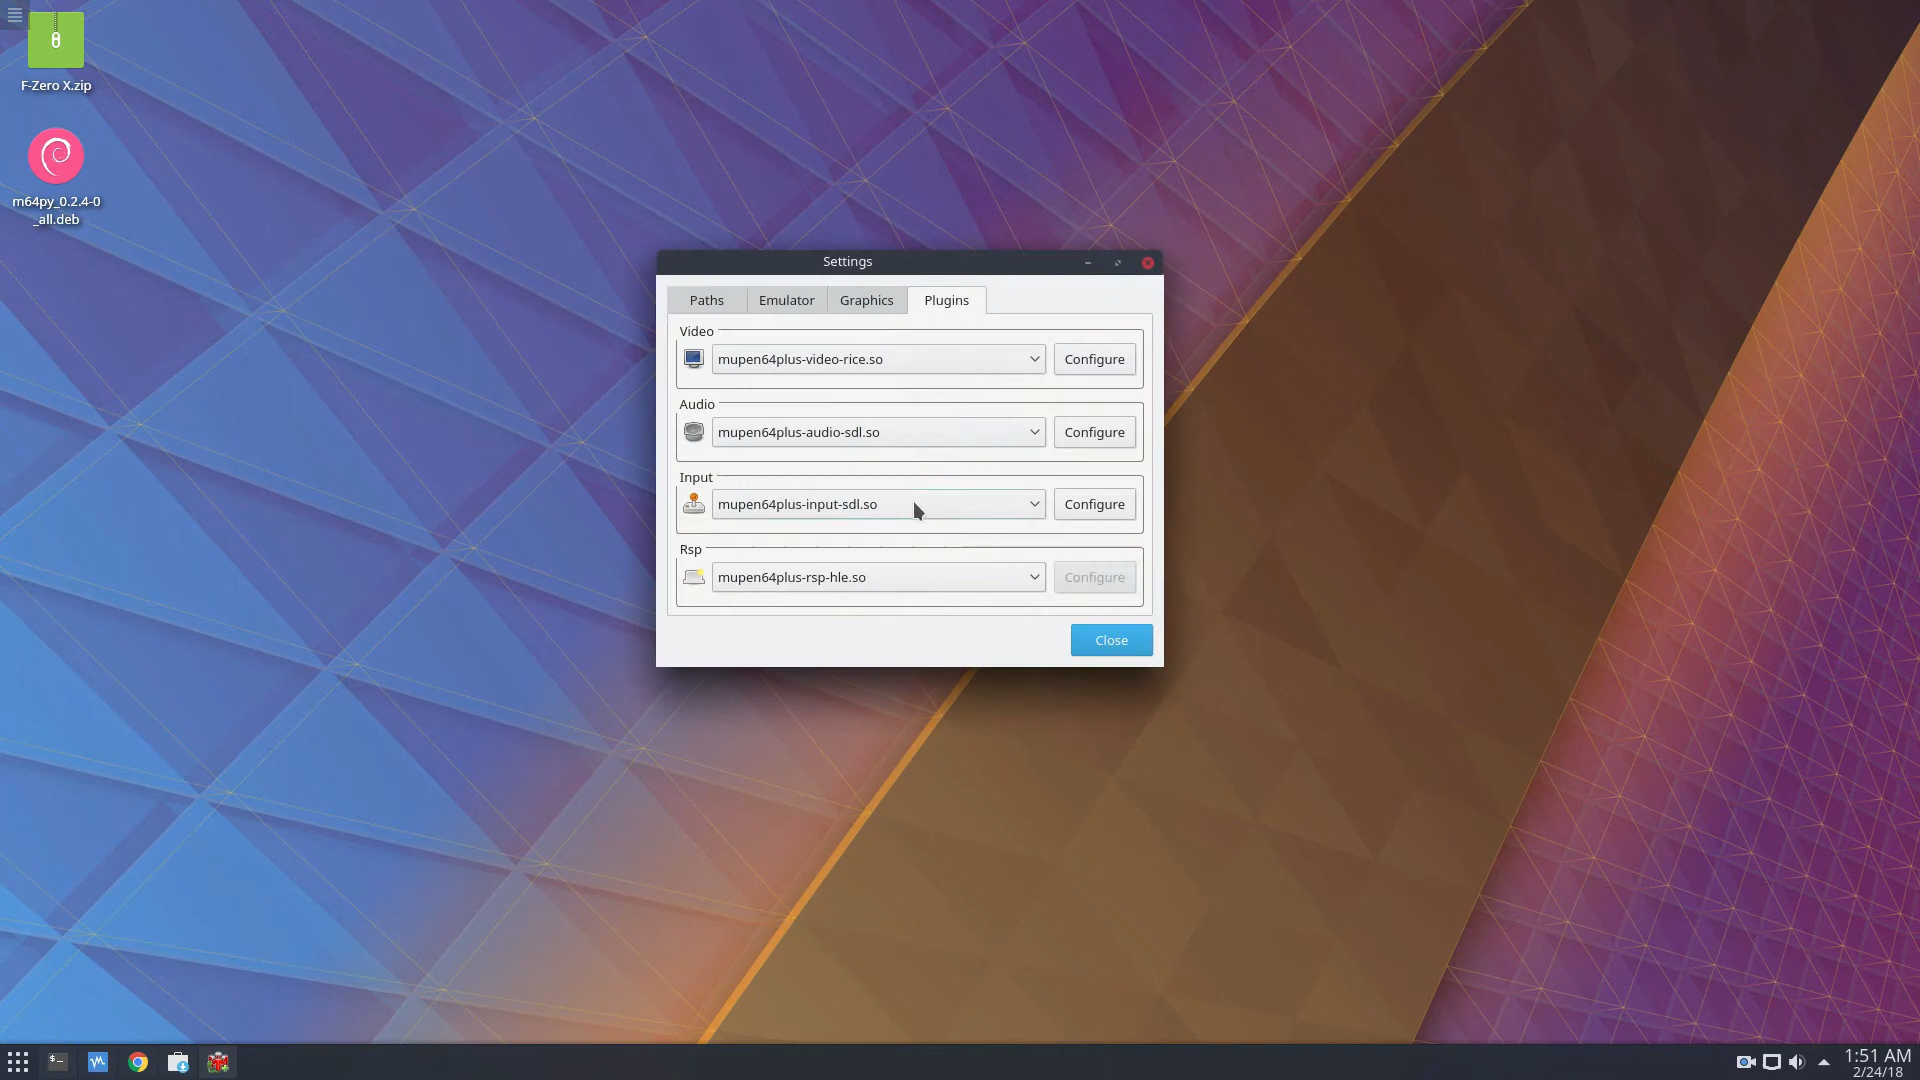 F-Zero X.zip
m64py_0.2.4-0
_all.deb
Settings
Paths
Emulator
Graphics
Plugins
Video
mupen64plus-video-rice.so
Configure
Audio
mupen64plus-audio-sdl.so
Configure
Input
mupen64plus-input-sdl.so
Configure
Rsp
mupen64plus-rsp-hle.so
Configure
Close
1:51 AM
2/24/18